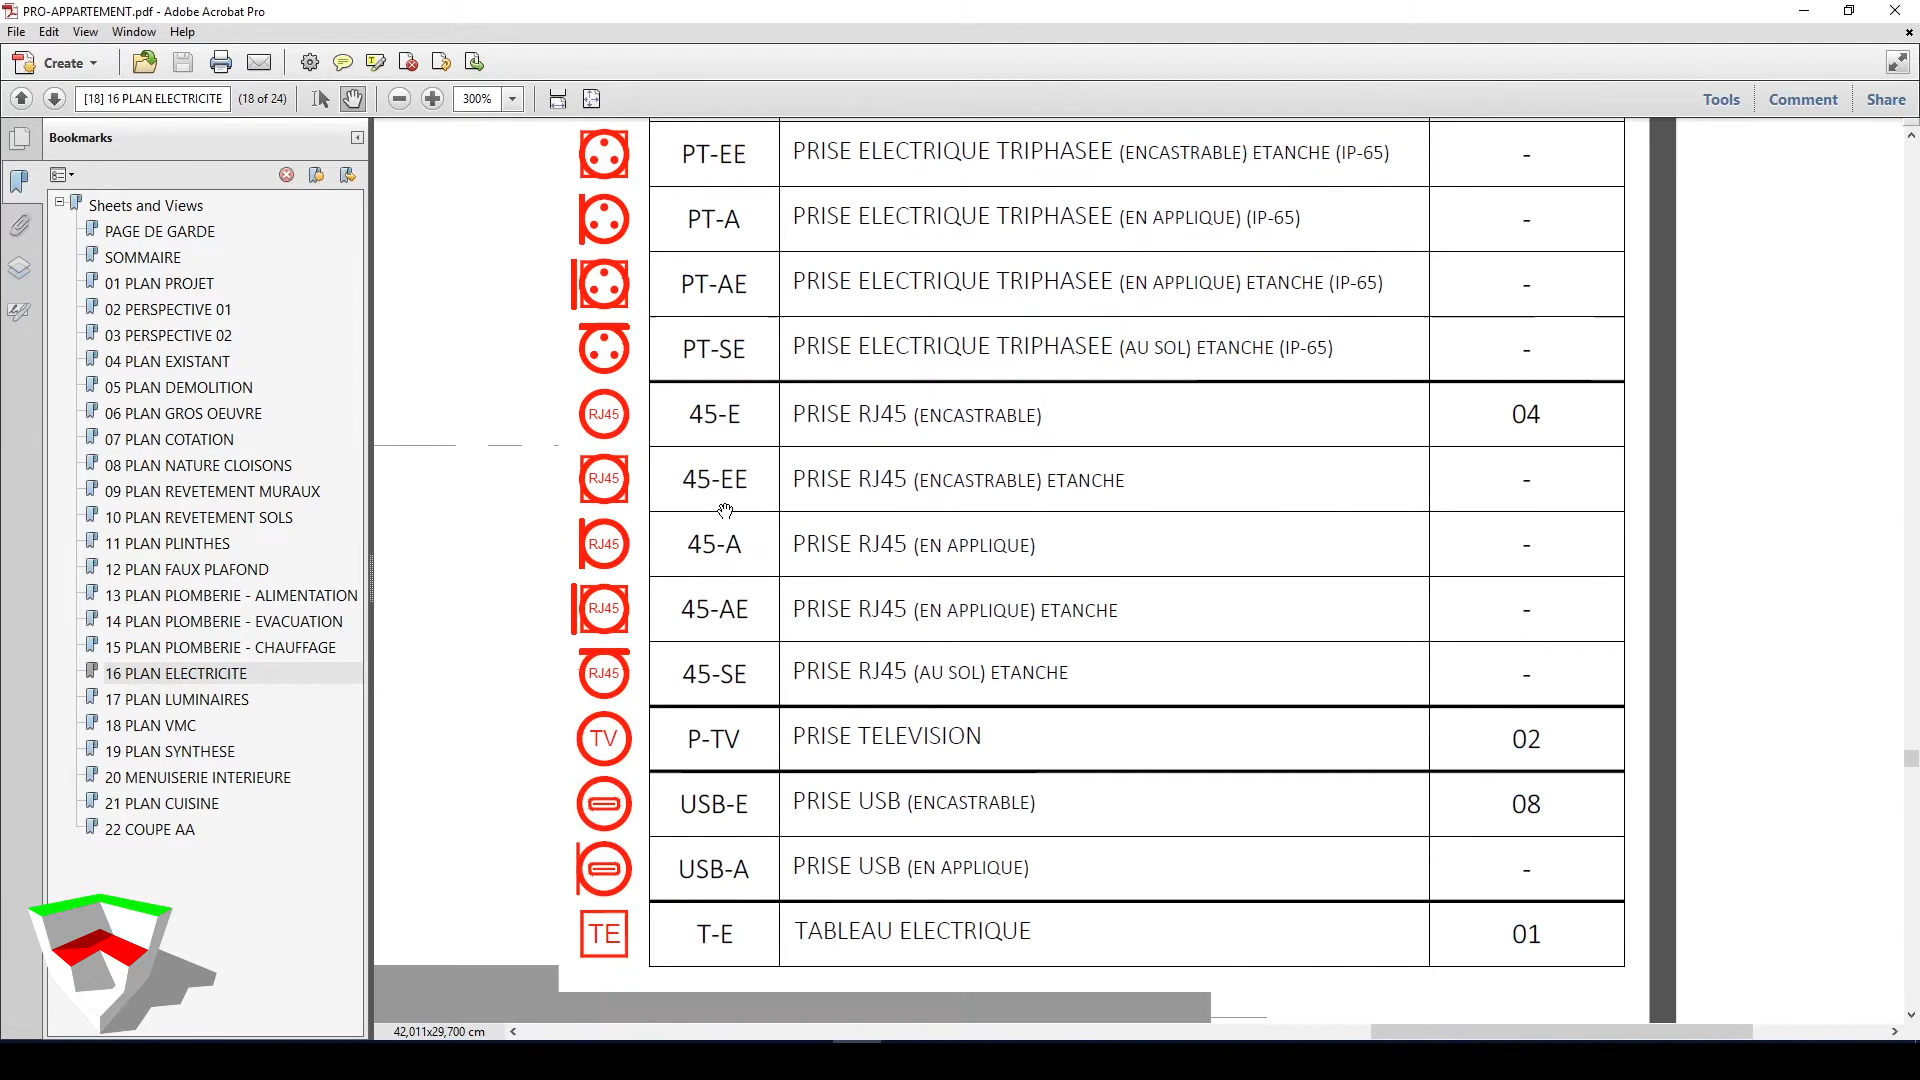 PRO-APPARTEMENT.pdf - Adobe Acrobat Pro
File Edit View Window Help
Create
[18] 16 PLAN ELECTRICITE (18 of 24) 300% Tools Comment Share
Bookmarks
Sheets and Views
PAGE DE GARDE
SOMMAIRE
01 PLAN PROJET
02 PERSPECTIVE 01
03 PERSPECTIVE 02
04 PLAN EXISTANT
05 PLAN DEMOLITION
06 PLAN GROS OEUVRE
07 PLAN COTATION
08 PLAN NATURE CLOISONS
09 PLAN REVETEMENT MURAUX
10 PLAN REVETEMENT SOLS
11 PLAN PLINTHES
12 PLAN FAUX PLAFOND
13 PLAN PLOMBERIE - ALIMENTATION
14 PLAN PLOMBERIE - EVACUATION
15 PLAN PLOMBERIE - CHAUFFAGE
16 PLAN ELECTRICITE
17 PLAN LUMINAIRES
18 PLAN VMC
19 PLAN SYNTHESE
20 MENUISERIE INTERIEURE
21 PLAN CUISINE
22 COUPE AA
PT-EE PRISE ELECTRIQUE TRIPHASEE (ENCASTRABLE) ETANCHE (IP-65) -
PT-A PRISE ELECTRIQUE TRIPHASEE (EN APPLIQUE) (IP-65) -
PT-AE PRISE ELECTRIQUE TRIPHASEE (EN APPLIQUE) ETANCHE (IP-65) -
PT-SE PRISE ELECTRIQUE TRIPHASEE (AU SOL) ETANCHE (IP-65) -
RJ45 45-E PRISE RJ45 (ENCASTRABLE) 04
RJ45 45-EE PRISE RJ45 (ENCASTRABLE) ETANCHE -
RJ45 45-A PRISE RJ45 (EN APPLIQUE) -
RJ45 45-AE PRISE RJ45 (EN APPLIQUE) ETANCHE -
RJ45 45-SE PRISE RJ45 (AU SOL) ETANCHE -
TV P-TV PRISE TELEVISION 02
USB-E PRISE USB (ENCASTRABLE) 08
USB-A PRISE USB (EN APPLIQUE) -
TE T-E TABLEAU ELECTRIQUE 01
42,011x29,700 cm